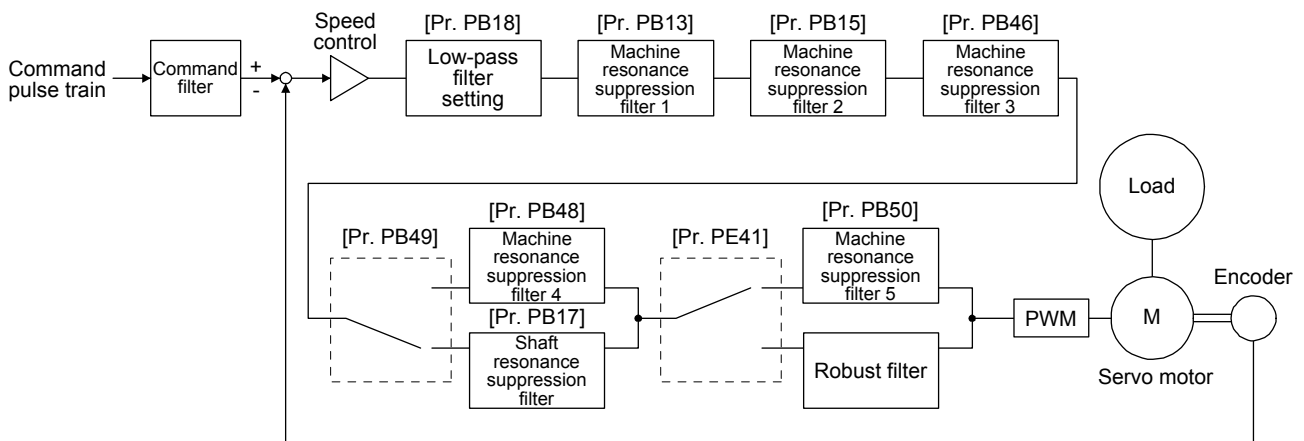 Command
pulse train
Command
filter
+
-
Speed
control
[Pr. PB18]
Low-pass
filter
setting
[Pr. PB13]
Machine
resonance
suppression
filter 1
[Pr. PB15]
Machine
resonance
suppression
filter 2
[Pr. PB46]
Machine
resonance
suppression
filter 3
[Pr. PB49]
[Pr. PB48]
Machine
resonance
suppression
filter 4
[Pr. PB17]
Shaft
resonance
suppression
filter
[Pr. PE41]
[Pr. PB50]
Machine
resonance
suppression
filter 5
Robust filter
PWM
Load
M
Servo motor
Encoder